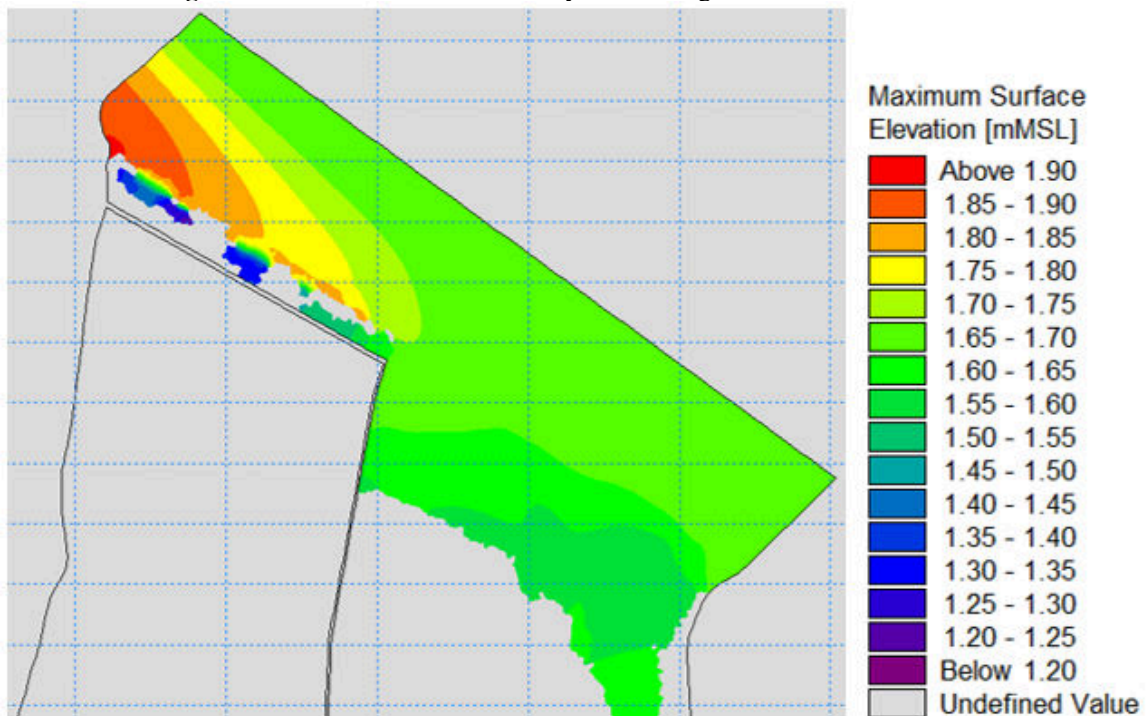 Maximum Surface
Elevation [mMSL]
Above 1.90
1.85 - 1.90
1.80 - 1.85
1.75 - 1.80
1.70 - 1.75
1.65 - 1.70
1.60 - 1.65
1.55 - 1.60
1.50 - 1.55
1.45 - 1.50
1.40 - 1.45
1.35 - 1.40
1.30 - 1.35
1.25 - 1.30
1.20 - 1.25
Below 1.20
Undefined Value